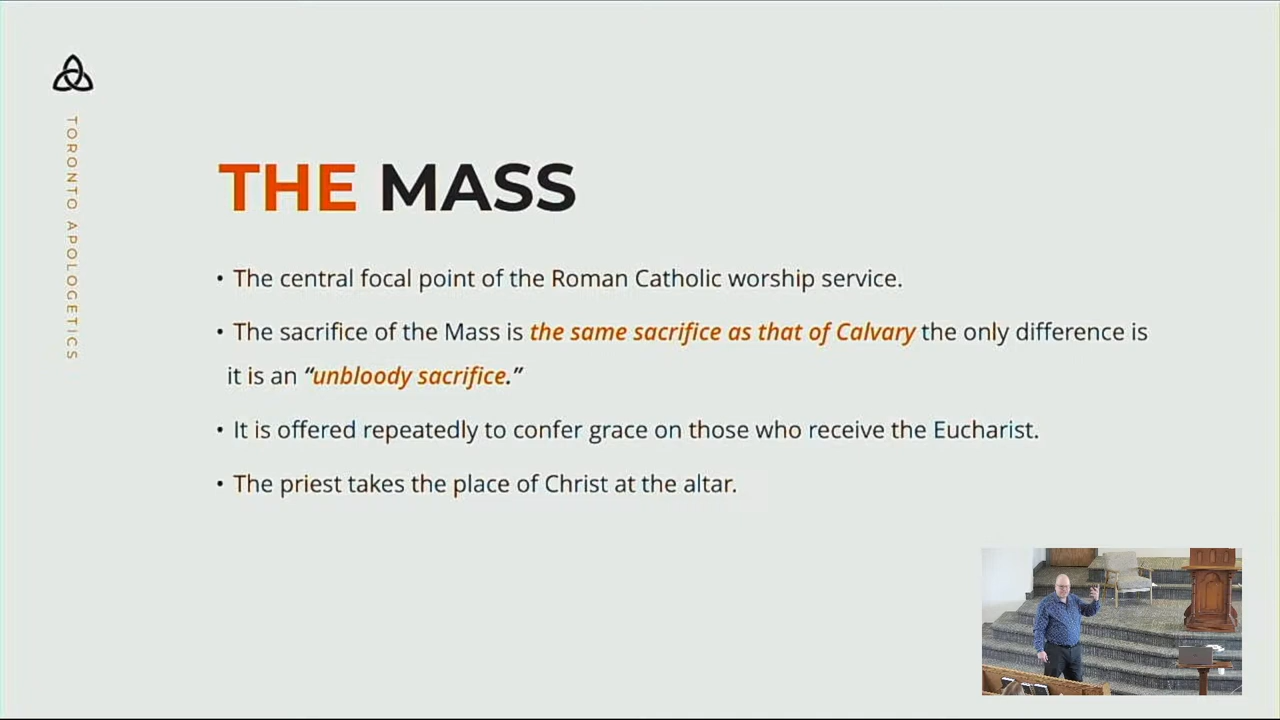 TORONTO APOLOGETICS
THE MASS
• The central focal point of the Roman Catholic worship service.
• The sacrifice of the Mass is the same sacrifice as that of Calvary the only difference is
it is an “unbloody sacrifice.”
• It is offered repeatedly to confer grace on those who receive the Eucharist.
• The priest takes the place of Christ at the altar.